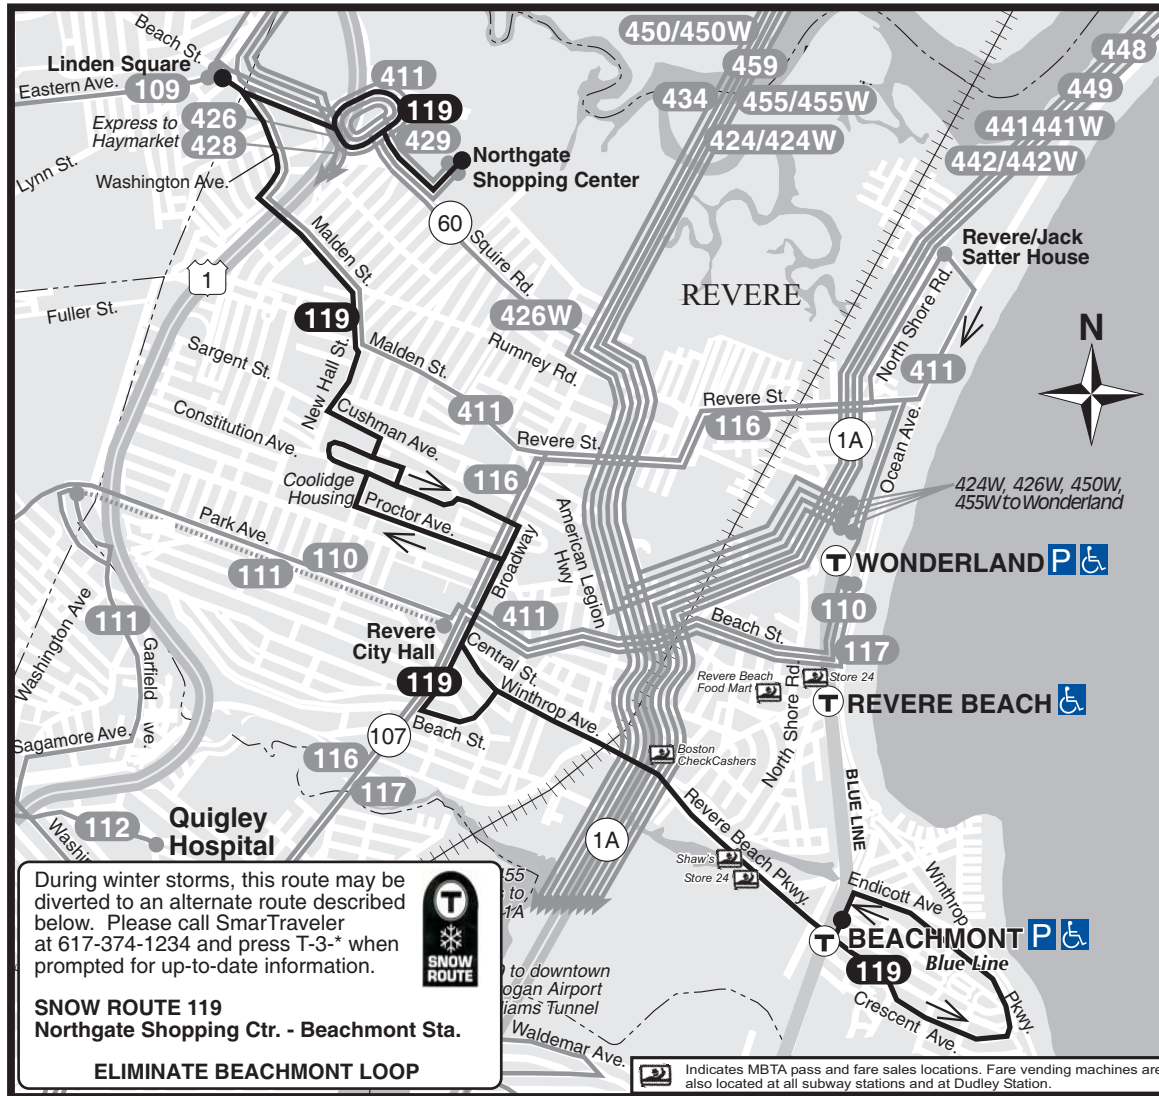 450/450W
Beach St.
448
Linden Square
411
459
Eastern Ave.
109
119
434
455/455W
449
Express to
Haymarket
426
428
429
424/424W
441441W
442/442W
Lynn St.
Washington Ave.
Northgate
Shopping Center
60
Malden St.
Squire Rd.
Revere/Jack
Satter House
1
REVERE
North Shore Rd.
Fuller St.
119
426W
N
Sargent St.
Malden St.
Rumney Rd.
411
New Hall St.
Revere St.
Constitution Ave.
Cushman Ave.
411
116
1A
Ocean Ave.
Revere St.
Coolidge
Housing
116
424W, 426W, 450W,
455W to Wonderland
Proctor Ave.
Park Ave.
American Legion
Hwy
110
111
Broadway
T
WONDERLAND
P
Washington Ave
111
411
110
Beach St.
Revere
City Hall
Garfield
Ave.
Central St.
117
119
Winthrop Ave.
Revere Beach
Food Mart
Store 24
North Shore Rd.
T
REVERE BEACH
Sagamore Ave.
107
Beach St.
116
Boston
CheckCashers
117
BLUE LINE
112
Quigley
Hospital
1A
Revere Beach Pkwy.
Shaw's
Store 24
Endicott Ave
Winthrop
Pkwy.
T
BEACHMONT
P
Blue Line
119
Crescent Ave.
Waldemar Ave.
55
s to
1A
to downtown
ogan Airport
iams Tunnel
During winter storms, this route may be
diverted to an alternate route described
below. Please call SmarTraveler
at 617-374-1234 and press T-3-* when
prompted for up-to-date information.
T
SNOW
ROUTE
SNOW ROUTE 119
Northgate Shopping Ctr. - Beachmont Sta.
ELIMINATE BEACHMONT LOOP
Indicates MBTA pass and fare sales locations. Fare vending machines are
also located at all subway stations and at Dudley Station.